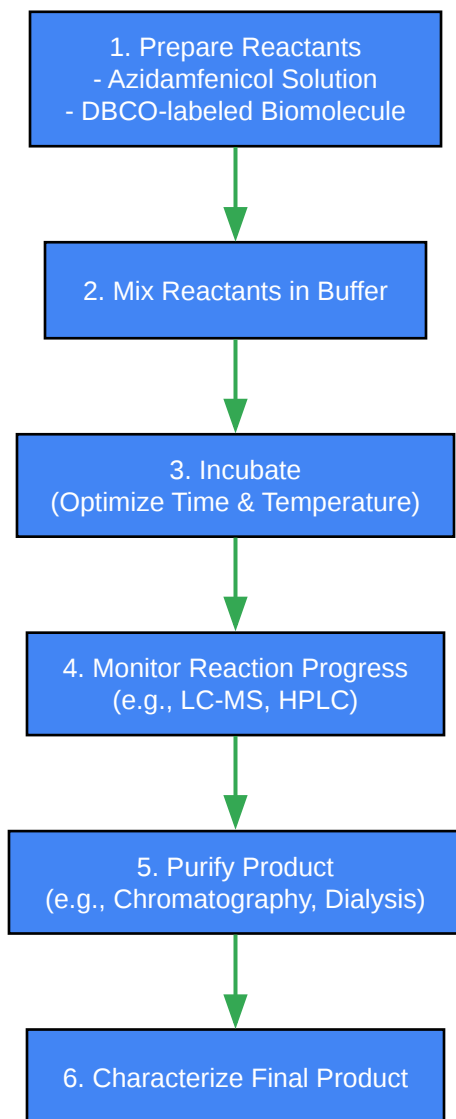 1. Prepare Reactants
- Azidamfenicol Solution
- DBCO-labeled Biomolecule
2. Mix Reactants in Buffer
3. Incubate
(Optimize Time & Temperature)
4. Monitor Reaction Progress
(e.g., LC-MS, HPLC)
5. Purify Product
(e.g., Chromatography, Dialysis)
6. Characterize Final Product